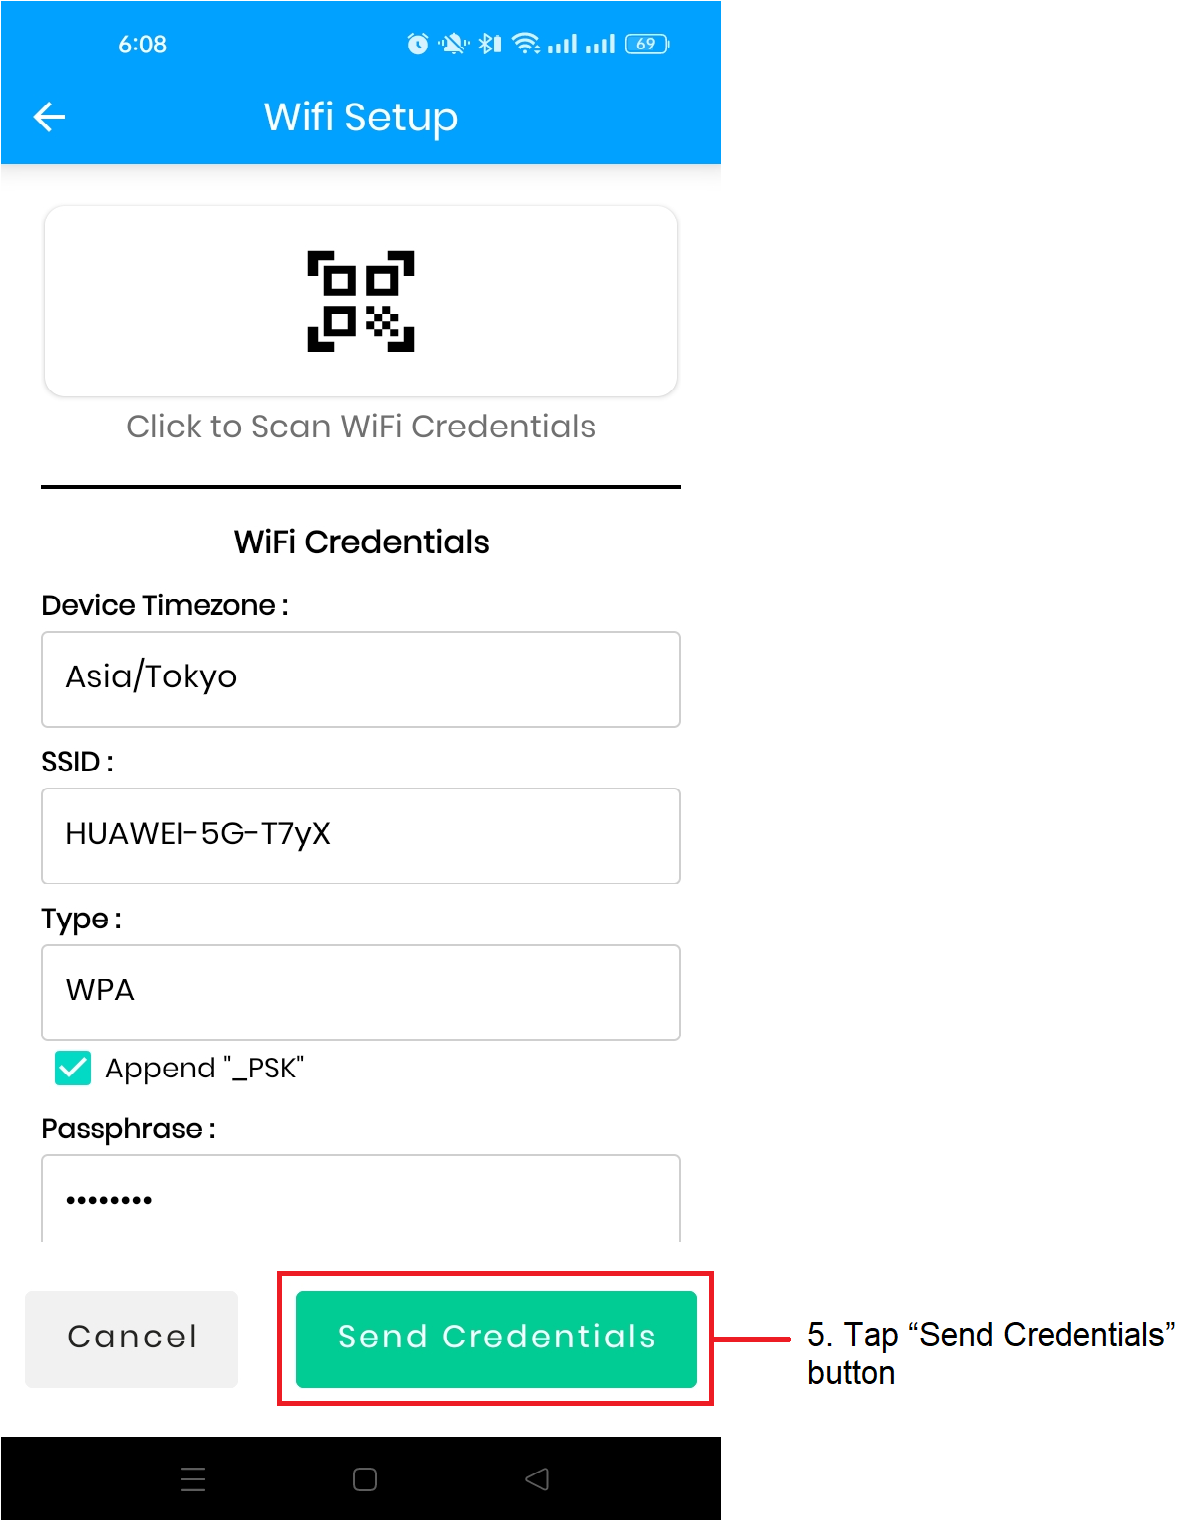 6:08
69
Wifi Setup
Click to Scan WiFi Credentials
WiFi Credentials
Device Timezone :
Asia/Tokyo
SSID :
HUAWEI-5G-T7yX
Type :
WPA
Append "_PSK"
Passphrase :
••••••••
Cancel
Send Credentials
5. Tap “Send Credentials”
button